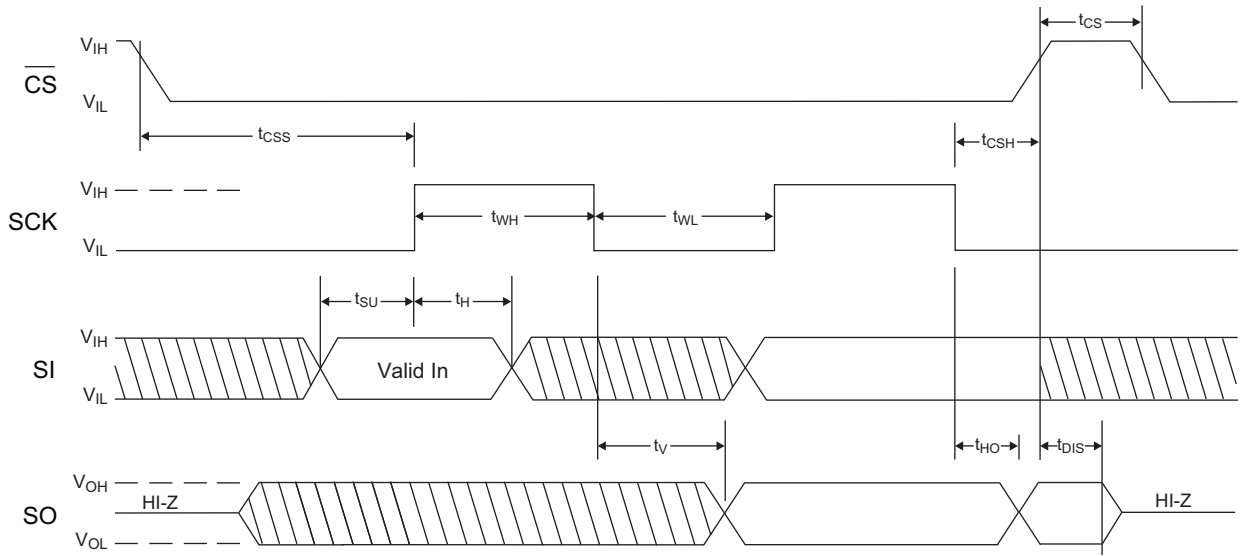 tCS
VIH
CS
VIL
tCSS
tCSH
VIH
SCK
tWH
tWL
VIL
tSU
tH
VIH
SI
Valid In
VIL
tV
tHO
tDIS
VOH
HI-Z
HI-Z
SO
VOL